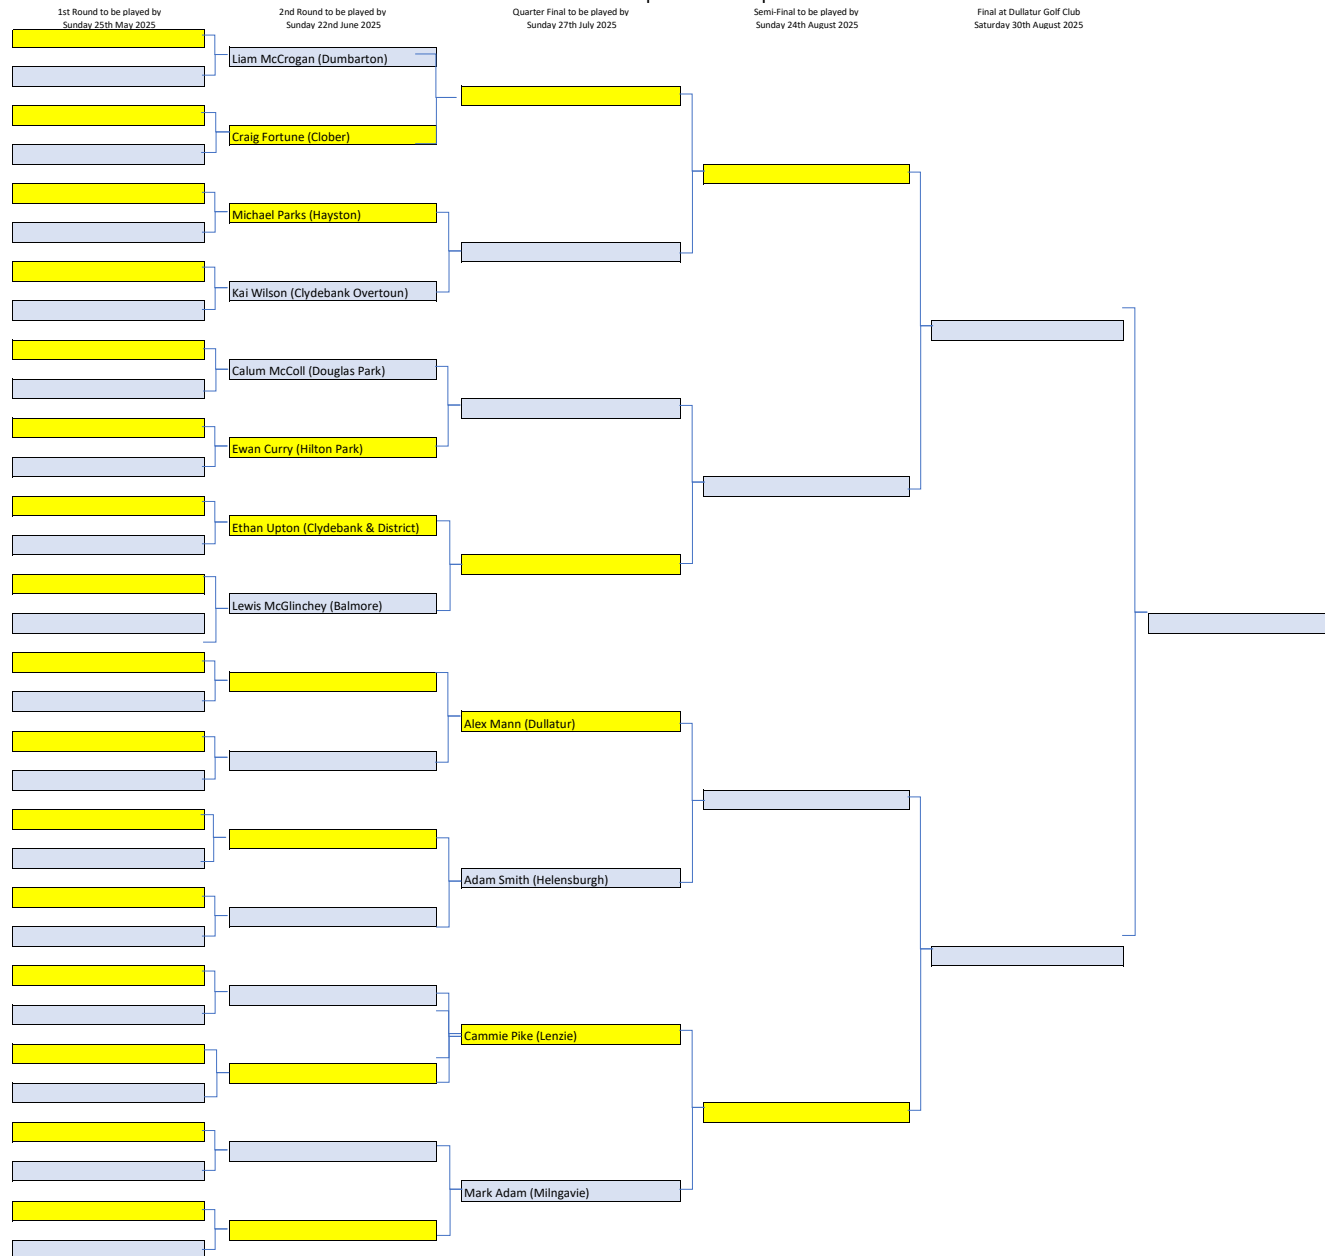 1st Round to be played by
Sunday 25th May 2025
2nd Round to be played by
Sunday 22nd June 2025
Quarter Final to be played by
Sunday 27th July 2025
Semi-Final to be played by
Sunday 24th August 2025
Final at Dullatur Golf Club
Saturday 30th August 2025
Liam McCrogan (Dumbarton)
Craig Fortune (Clober)
Michael Parks (Hayston)
Kai Wilson (Clydebank Overtoun)
Calum McColl (Douglas Park)
Ewan Curry (Hilton Park)
Ethan Upton (Clydebank & District)
Lewis McGlinchey (Balmore)
Alex Mann (Dullatur)
Adam Smith (Helensburgh)
Cammie Pike (Lenzie)
Mark Adam (Milngavie)